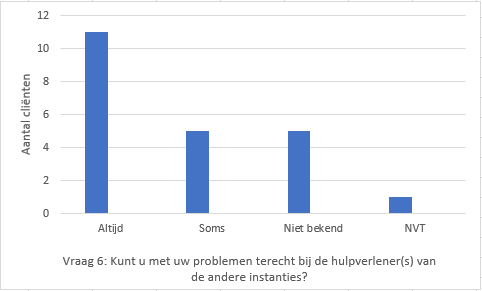 12
10
8
6
4
2
0
Aantal cliënten
Altijd Soms Niet bekend NVT
Vraag 6: Kunt u met uw problemen terecht bij de hulpverlener(s) van
de andere instanties?